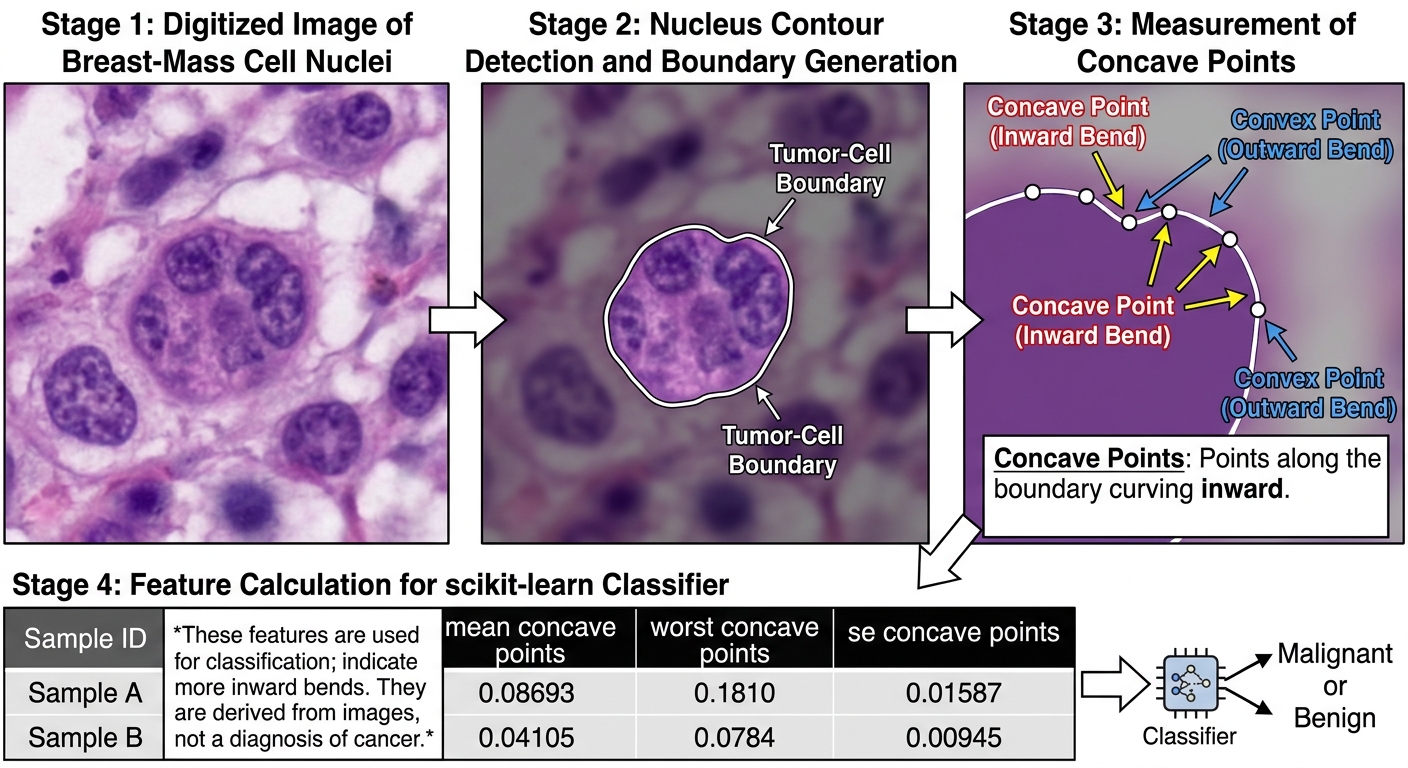 Stage 1: Digitized Image of
Breast-Mass Cell Nuclei
Stage 2: Nucleus Contour
Detection and Boundary Generation
Tumor-Cell
Boundary
Tumor-Cell
Boundary
Stage 3: Measurement of
Concave Points
Concave Point
(Inward Bend)
Convex Point
(Outward Bend)
Concave Point
(Inward Bend)
Convex Point
(Outward Bend)
Concave Points: Points along the
boundary curving inward.
Stage 4: Feature Calculation for scikit-learn Classifier
Sample ID
*These features are used
for classification; indicate
more inward bends. They
are derived from images,
not a diagnosis of cancer.*
mean concave
points
worst concave
points
se concave points
Sample A
0.08693
0.1810
0.01587
Sample B
0.04105
0.0784
0.00945
Classifier
Malignant
or
Benign